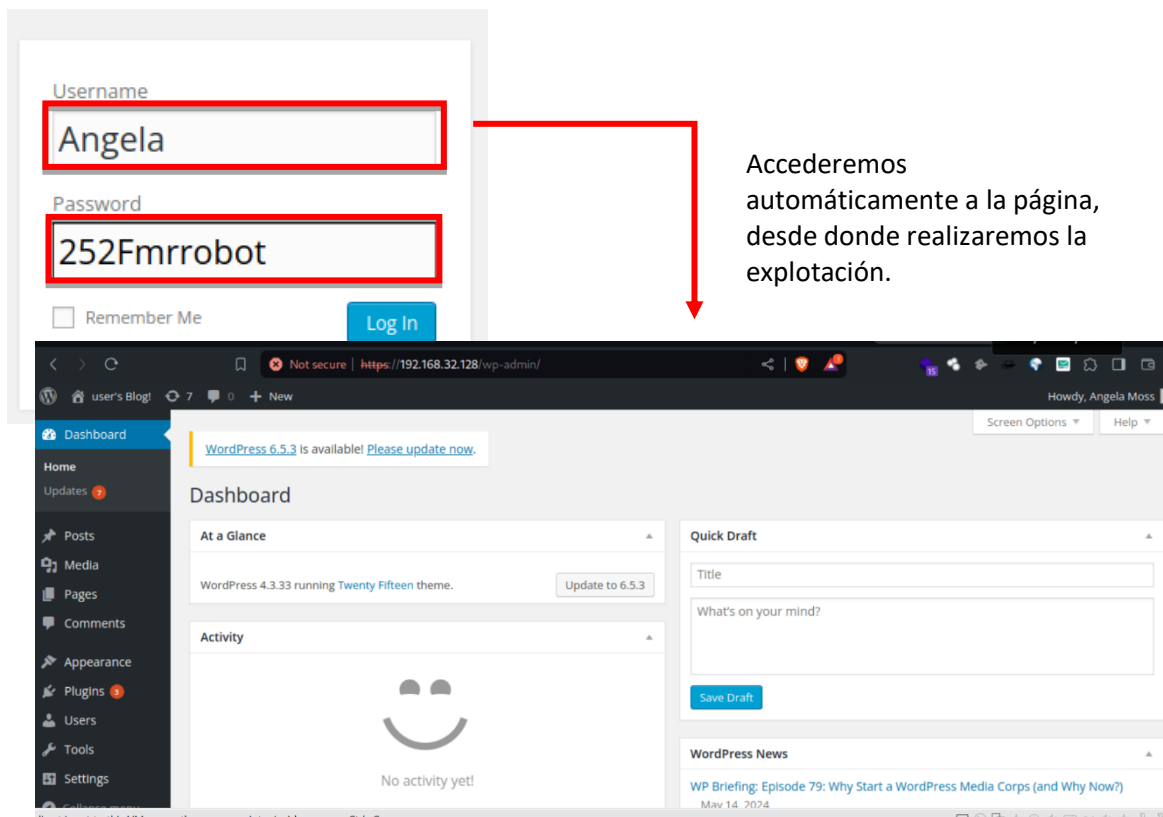 Username
Angela
Password
252Fmrrobot
Remember Me
Log In
Accederemos
automáticamente a la página,
desde donde realizaremos la
explotación.
Not secure https://192.168.32.128/wp-admin/
15
user's Blog! 7 0 + New
Howdy, Angela Moss
Screen Options Help
Dashboard
Home
Updates 7
Posts
Media
Pages
Comments
Appearance
Plugins 3
Users
Tools
Settings
WordPress 6.5.3 is available! Please update now.
Dashboard
At a Glance
WordPress 4.3.33 running Twenty Fifteen theme.
Update to 6.5.3
Activity
No activity yet!
Quick Draft
Title
What's on your mind?
Save Draft
WordPress News
WP Briefing: Episode 79: Why Start a WordPress Media Corps (and Why Now?)
May 14, 2024